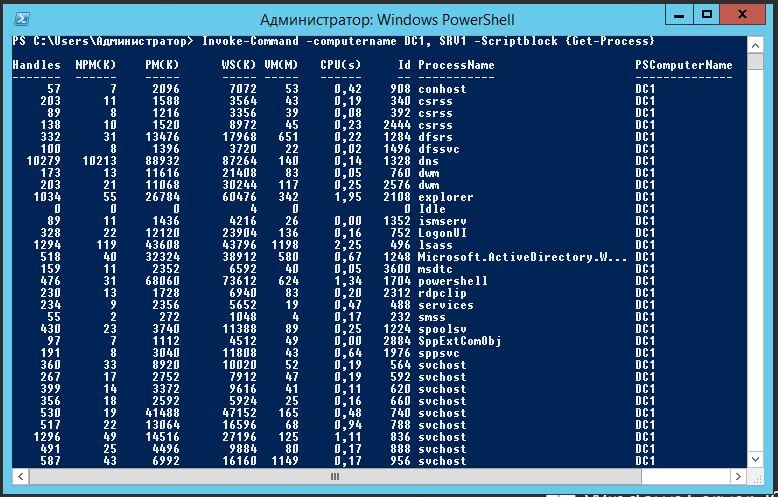 Администратор: Windows PowerShell
PS C:\Users\Администратор> Invoke-Command -computername DC1, SRV1 -Scriptblock {Get-Process}
Handles NPM(K) PM(K) WS(K) VM(M) CPU(s) Id ProcessName PSComputerName
------- ------ ----- ----- ----- ------ -- ----------- --------------
57 7 2096 7072 53 0,42 908 conhost DC1
203 11 1588 3564 43 0,19 340 csrss DC1
89 8 1216 3356 39 0,08 392 csrss DC1
138 10 1520 8972 45 0,23 2444 csrss DC1
332 31 13476 17968 651 0,22 1284 dfsrs DC1
100 8 1396 3720 22 0,02 1496 dfssvc DC1
10279 10213 88932 87264 140 0,14 1328 dns DC1
173 13 11616 21408 83 0,05 760 dwm DC1
203 21 11068 30244 117 0,25 2576 dwm DC1
1034 55 26784 60476 342 1,95 2108 explorer DC1
0 0 0 4 0 0 Idle DC1
89 11 1436 4216 26 0,00 1352 ismserv DC1
328 22 12120 23904 136 0,16 752 LogonUI DC1
1294 119 43608 43796 1198 2,25 496 lsass DC1
518 40 32324 38912 580 0,67 1248 Microsoft.ActiveDirectory.W... DC1
159 11 2352 6592 40 0,05 3600 msdtc DC1
476 31 68060 73612 624 1,34 1704 powershell DC1
230 13 1728 6940 83 0,20 2312 rdpclip DC1
234 9 2356 5652 19 0,47 488 services DC1
55 2 272 1048 4 0,17 232 smss DC1
430 23 3740 11388 89 0,25 1224 spoolsv DC1
97 7 1112 4512 49 0,00 2884 SppExtComObj DC1
191 8 3040 11808 43 0,64 1976 sppsvc DC1
360 33 8920 10020 52 0,19 564 svchost DC1
267 17 2752 7912 47 0,19 592 svchost DC1
399 14 3372 9616 41 0,11 620 svchost DC1
356 18 2592 5924 25 0,16 660 svchost DC1
530 19 41488 47152 165 0,48 740 svchost DC1
517 22 13064 16596 68 0,94 788 svchost DC1
1296 49 14516 27196 125 1,11 836 svchost DC1
491 25 4496 9884 80 0,17 888 svchost DC1
587 43 6992 16160 1149 0,17 956 svchost DC1